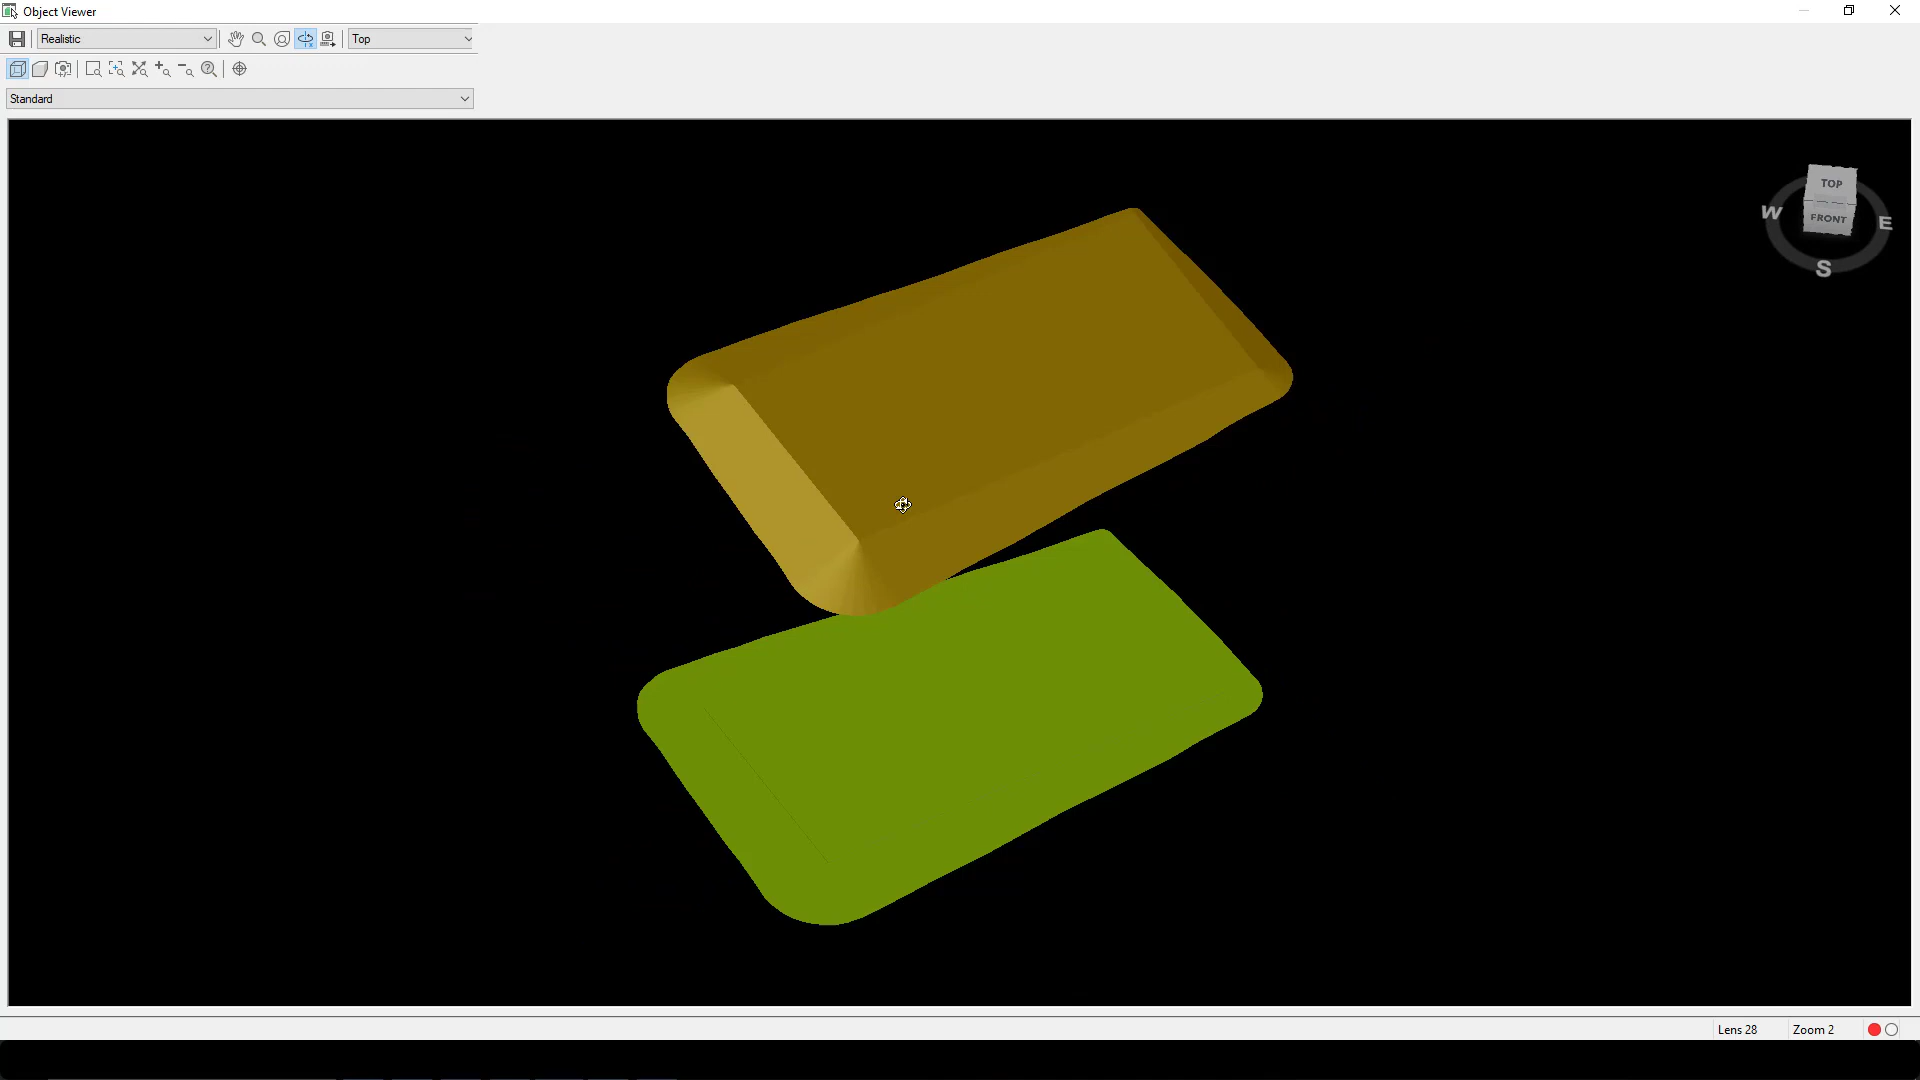 Object Viewer
Realistic
Top
Standard
TOP
FRONT
W
E
S
Lens 28
Zoom 2